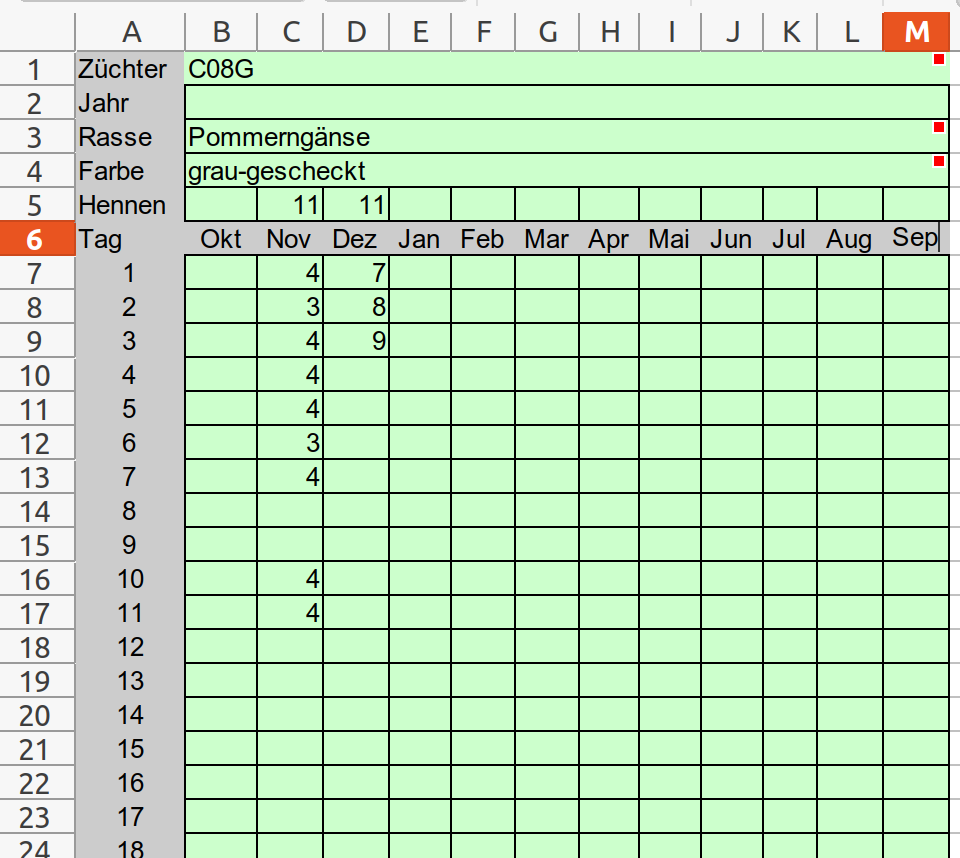 A B C D E F G H I J K L M
1 Züchter C08G
2 Jahr
3 Rasse Pommerngänse
4 Farbe grau-gescheckt
5 Hennen 11 11
6 Tag Okt Nov Dez Jan Feb Mar Apr Mai Jun Jul Aug Sep
7 1 4 7
8 2 3 8
9 3 4 9
10 4 4
11 5 4
12 6 3
13 7 4
14 8
15 9
16 10 4
17 11 4
18 12
19 13
20 14
21 15
22 16
23 17
24 18